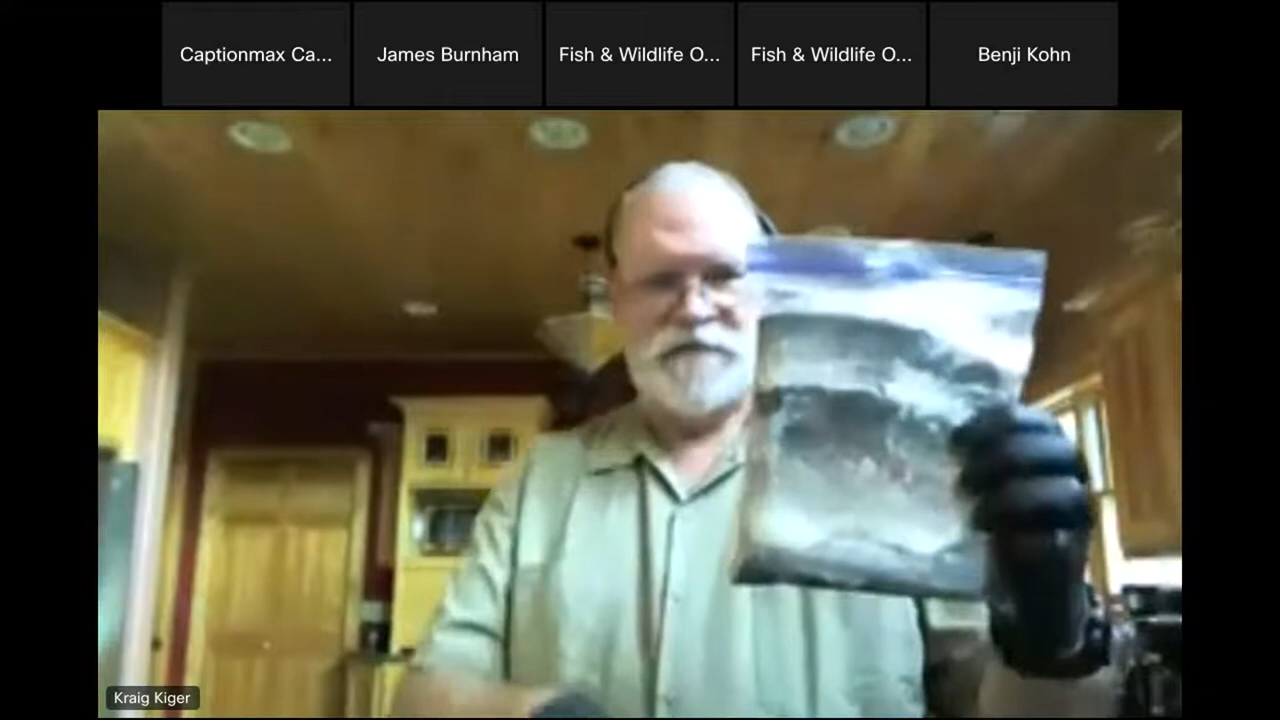 Captionmax Ca...
James Burnham
Fish & Wildlife O...
Fish & Wildlife O...
Benji Kohn
Kraig Kiger